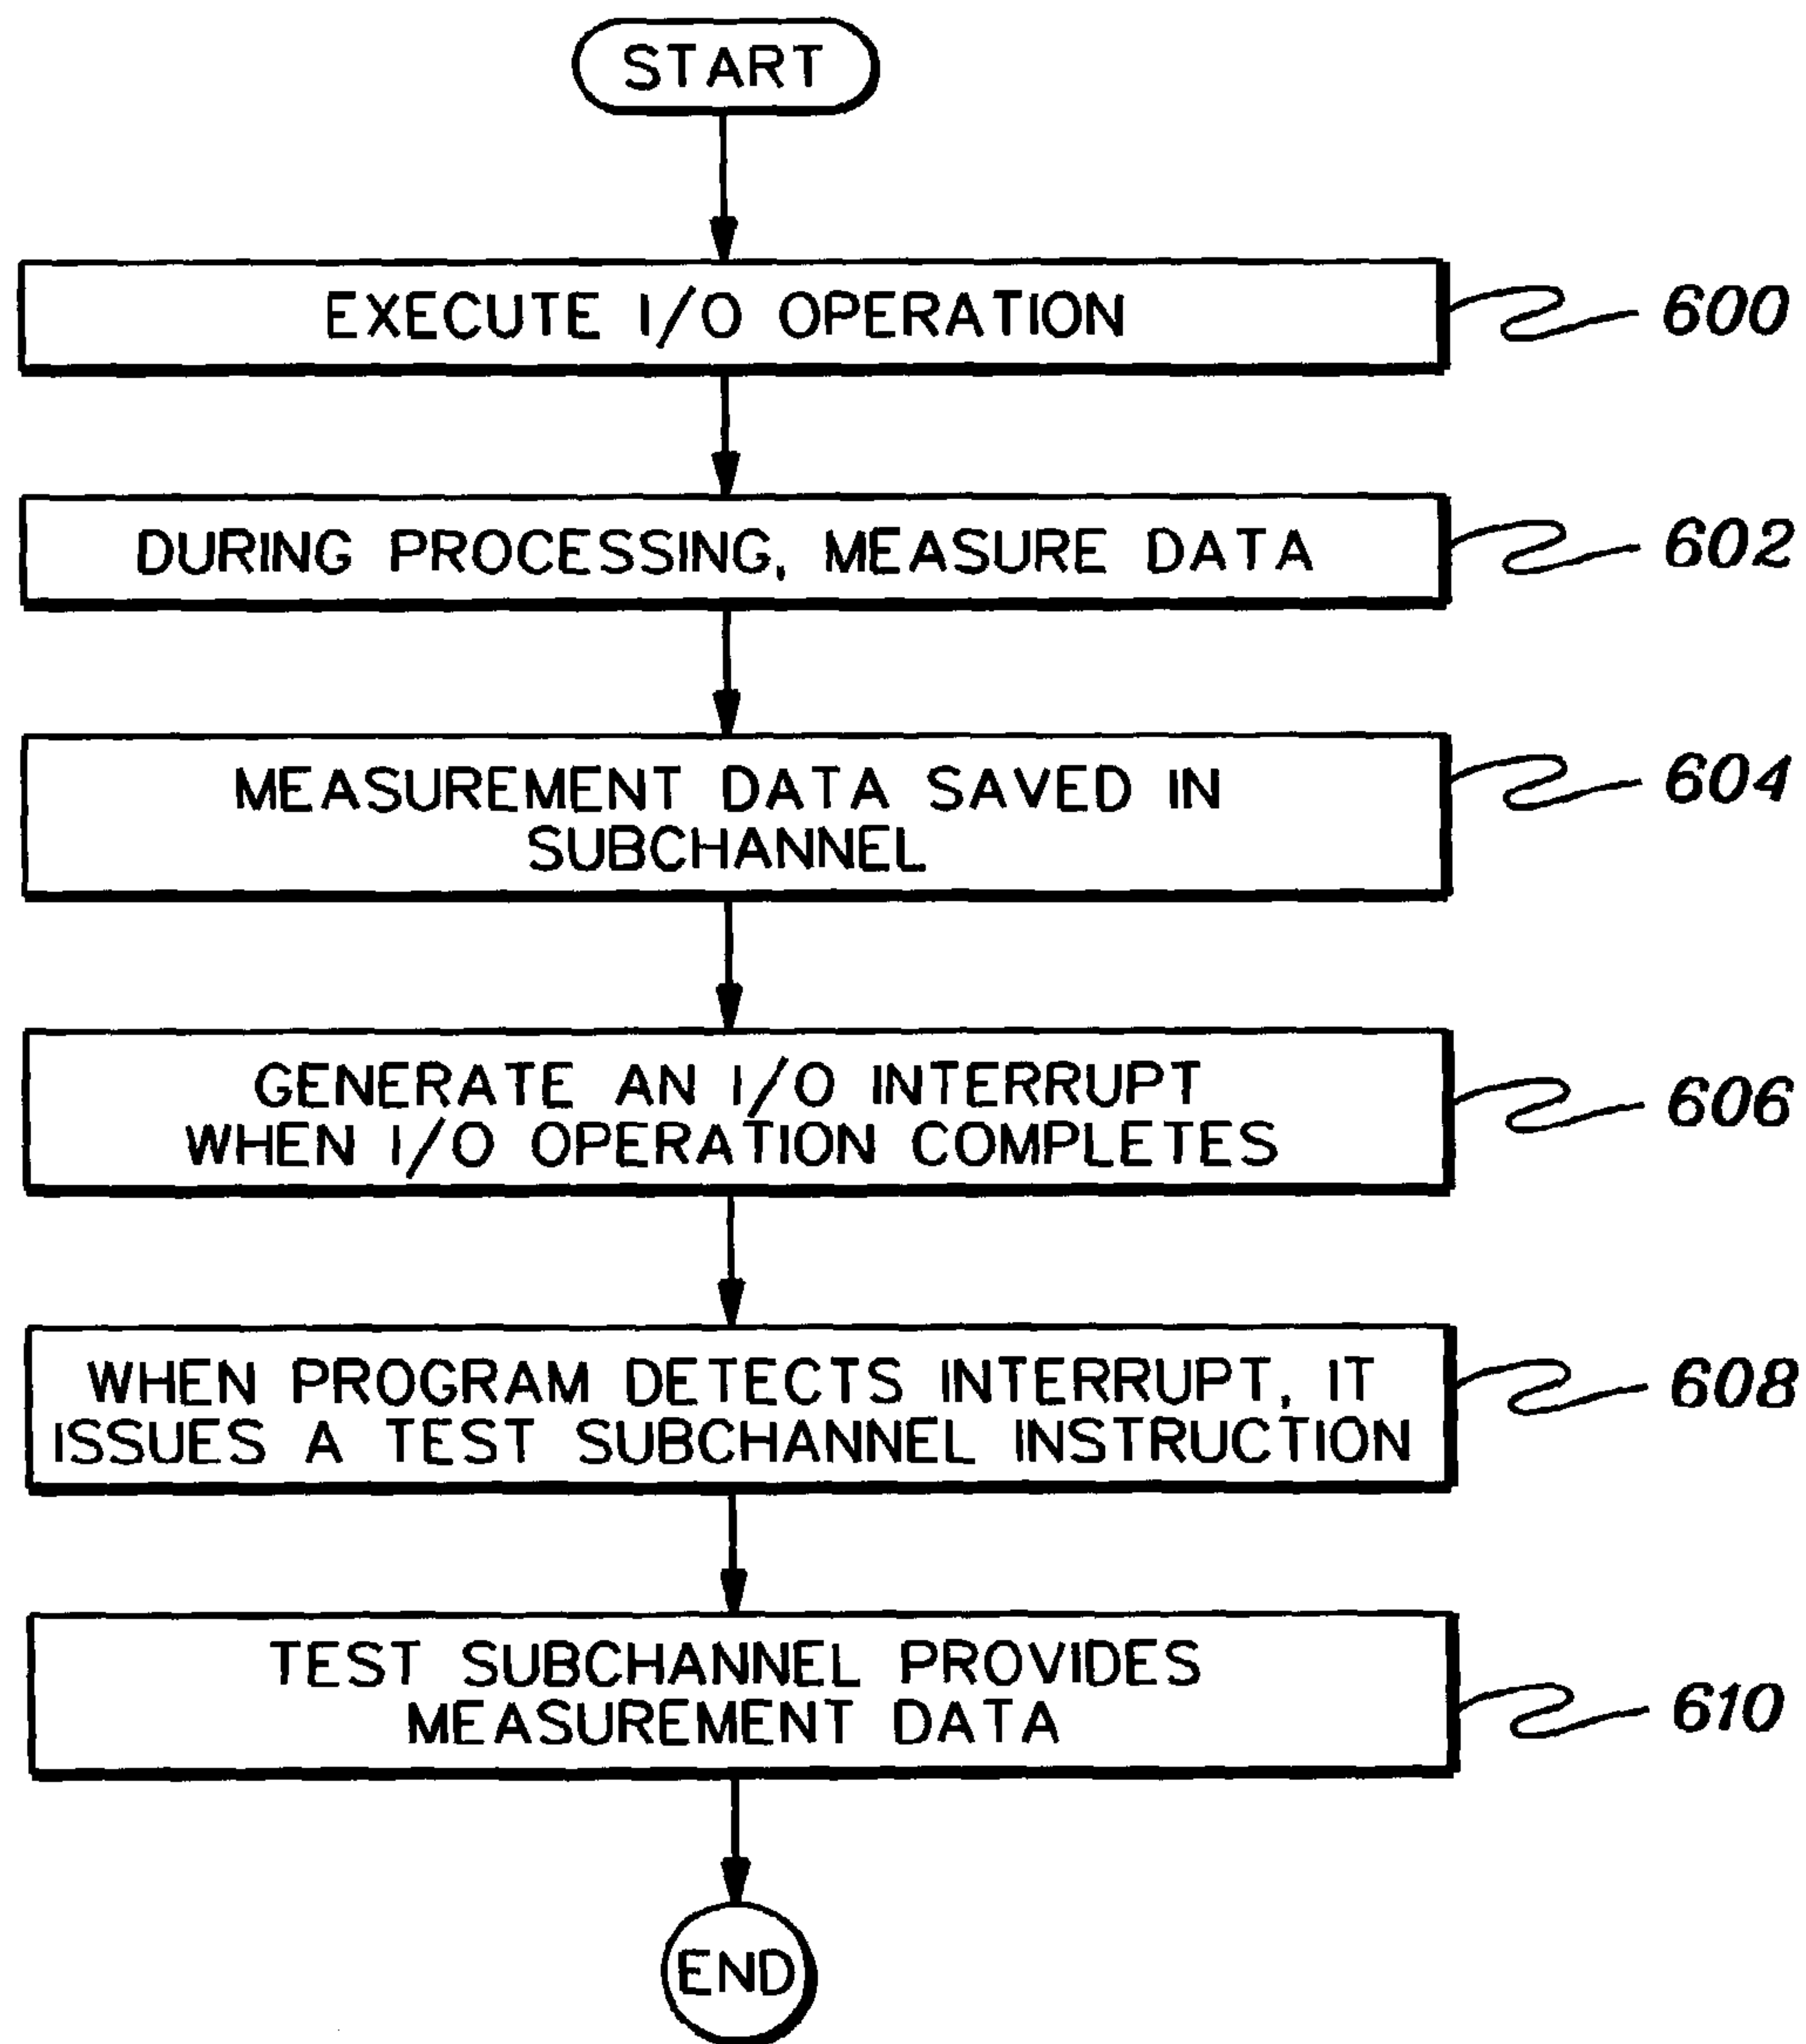 START
EXECUTE I/O OPERATION
600
DURING PROCESSING, MEASURE DATA
602
MEASUREMENT DATA SAVED IN
SUBCHANNEL
604
GENERATE AN I/O INTERRUPT
WHEN I/O OPERATION COMPLETES
606
WHEN PROGRAM DETECTS INTERRUPT, IT
ISSUES A TEST SUBCHANNEL INSTRUCTION
608
TEST SUBCHANNEL PROVIDES
MEASUREMENT DATA
610
END